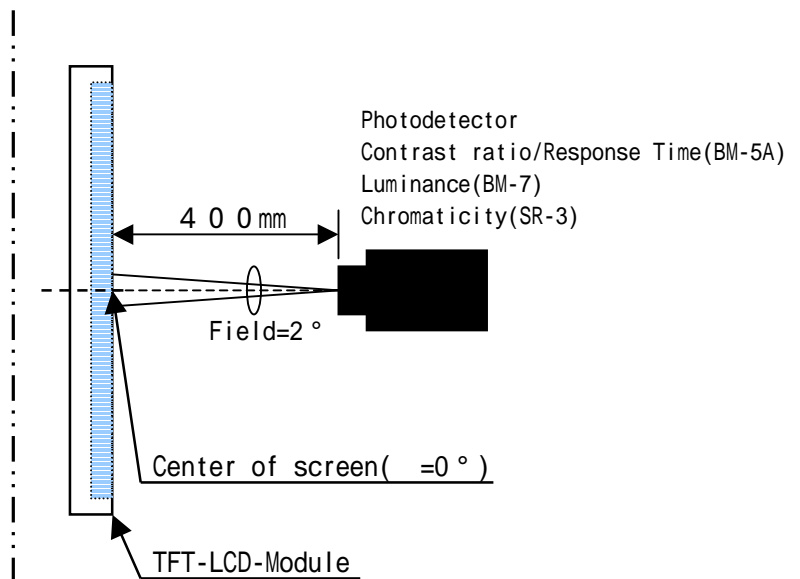 Photodetector
Contrast ratio/Response Time(BM-5A)
Luminance(BM-7)
Chromaticity(SR-3)
４００mm
Field=2°
Center of screen( =0°)
TFT-LCD-Module